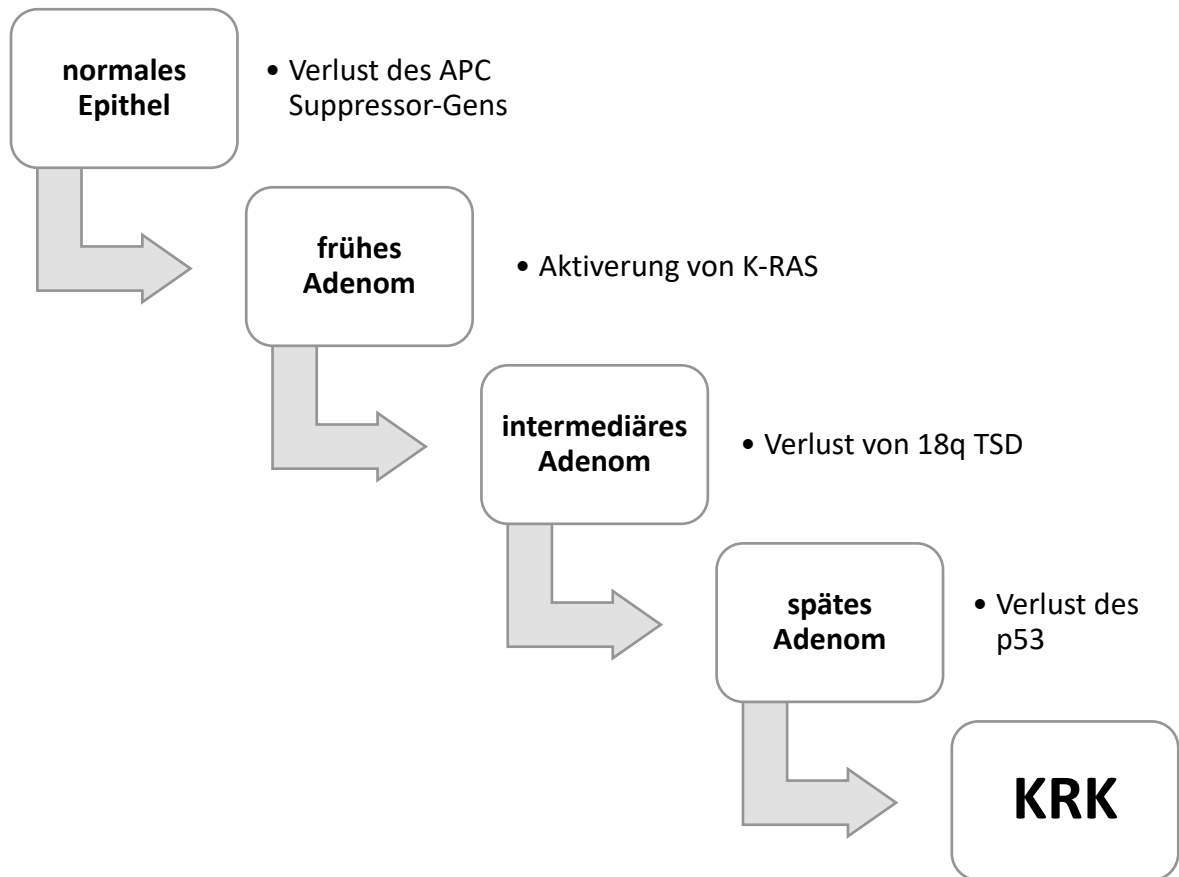 normales
Epithel
• Verlust des APC
Suppressor-Gens
frühes
Adenom
• Aktiverung von K-RAS
intermediäres
Adenom
• Verlust von 18q TSD
spätes
Adenom
• Verlust des
p53
KRK